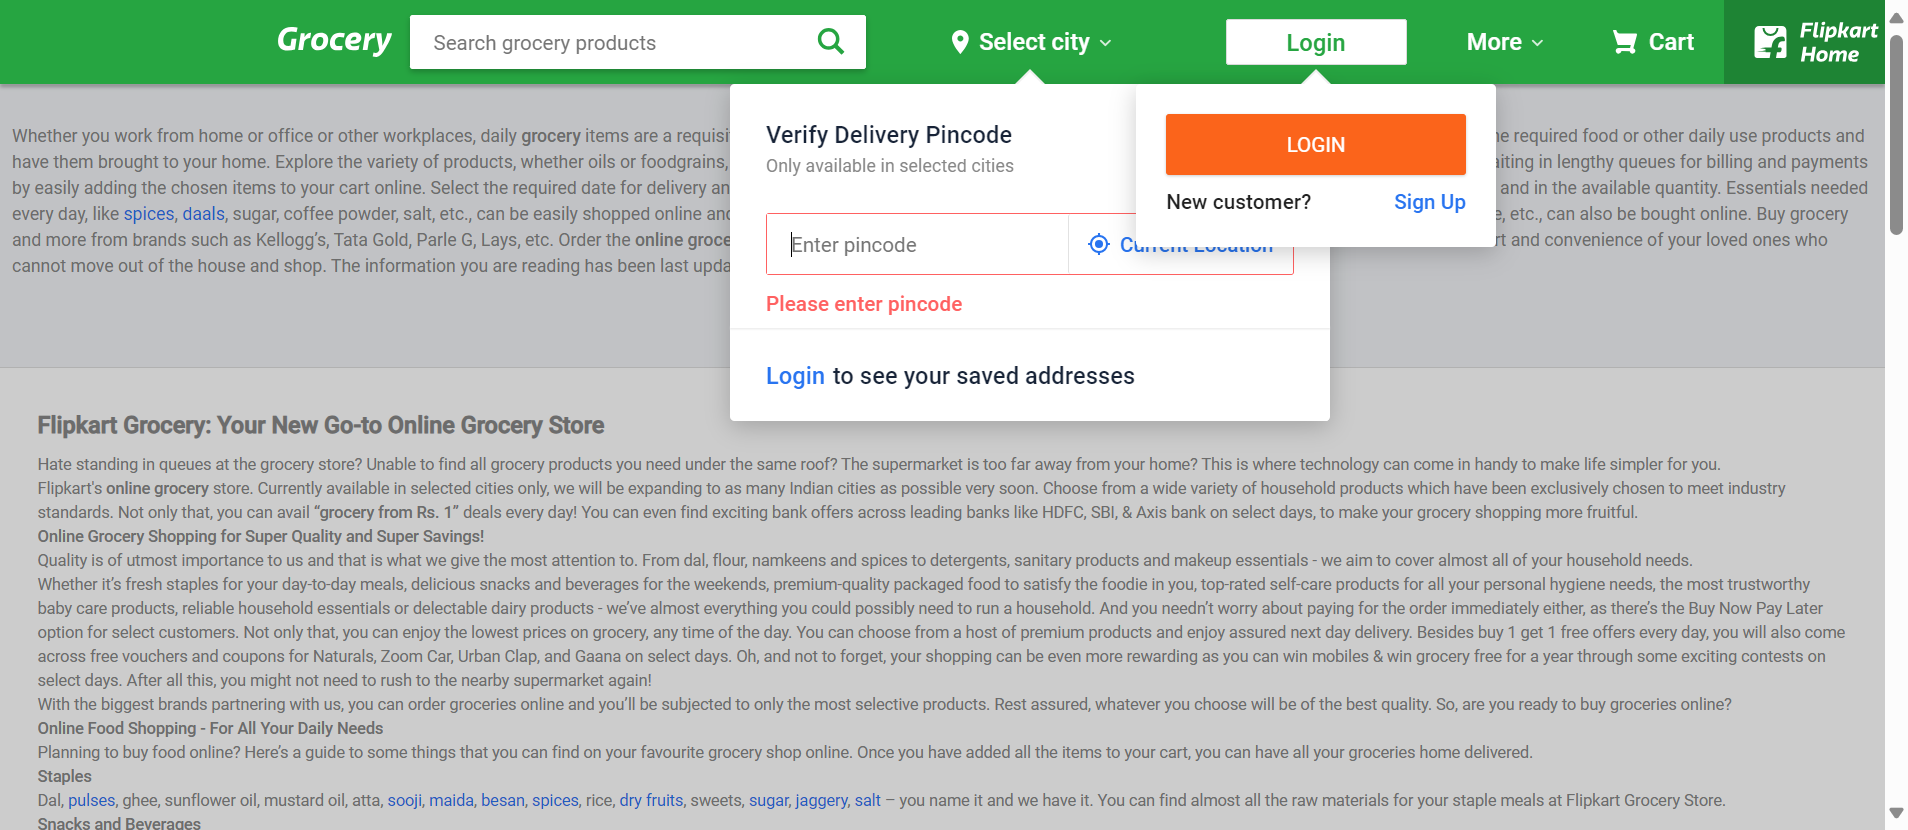 Grocery
Search grocery products
Select city
Login
More
Cart
Flipkart
Home
Verify Delivery Pincode
Only available in selected cities
Enter pincode
Current Location
Please enter pincode
Login to see your saved addresses
LOGIN
New customer?
Sign Up
Whether you work from home or office or other workplaces, daily grocery items are a required food or other daily use products and
have them brought to your home. Explore the variety of products, whether oils or foodgrains, in lengthy queues for billing and payments
by easily adding the chosen items to your cart online. Select the required date for delivery and in the available quantity. Essentials needed
every day, like spices, daals, sugar, coffee powder, salt, etc., can be easily shopped online etc., can also be bought online. Buy grocery
and more from brands such as Kellogg’s, Tata Gold, Parle G, Lays, etc. Order the online and convenience of your loved ones who
cannot move out of the house and shop. The information you are reading has been last
Flipkart Grocery: Your New Go-to Online Grocery Store
Hate standing in queues at the grocery store? Unable to find all grocery products you need under the same roof? The supermarket is too far away from your home? This is where technology can come in handy to make life simpler for you.
Flipkart's online grocery store. Currently available in selected cities only, we will be expanding to as many Indian cities as possible very soon. Choose from a wide variety of household products which have been exclusively chosen to meet industry
standards. Not only that, you can avail “grocery from Rs. 1” deals every day! You can even find exciting bank offers across leading banks like HDFC, SBI, & Axis bank on select days, to make your grocery shopping more fruitful.
Online Grocery Shopping for Super Quality and Super Savings!
Quality is of utmost importance to us and that is what we give the most attention to. From dal, flour, namkeens and spices to detergents, sanitary products and makeup essentials - we aim to cover almost all of your household needs.
Whether it’s fresh staples for your day-to-day meals, delicious snacks and beverages for the weekends, premium-quality packaged food to satisfy the foodie in you, top-rated self-care products for all your personal hygiene needs, the most trustworthy
baby care products, reliable household essentials or delectable dairy products - we’ve almost everything you could possibly need to run a household. And you needn’t worry about paying for the order immediately either, as there’s the Buy Now Pay Later
option for select customers. Not only that, you can enjoy the lowest prices on grocery, any time of the day. You can choose from a host of premium products and enjoy assured next day delivery. Besides buy 1 get 1 free offers every day, you will also come
across free vouchers and coupons for Naturals, Zoom Car, Urban Clap, and Gaana on select days. Oh, and not to forget, your shopping can be even more rewarding as you can win mobiles & win grocery free for a year through some exciting contests on
select days. After all this, you might not need to rush to the nearby supermarket again!
With the biggest brands partnering with us, you can order groceries online and you’ll be subjected to only the most selective products. Rest assured, whatever you choose will be of the best quality. So, are you ready to buy groceries online?
Online Food Shopping - For All Your Daily Needs
Planning to buy food online? Here’s a guide to some things that you can find on your favourite grocery shop online. Once you have added all the items to your cart, you can have all your groceries home delivered.
Staples
Dal, pulses, ghee, sunflower oil, mustard oil, atta, sooji, maida, besan, spices, rice, dry fruits, sweets, sugar, jaggery, salt – you name it and we have it. You can find almost all the raw materials for your staple meals at Flipkart Grocery Store.
Snacks and Beverages